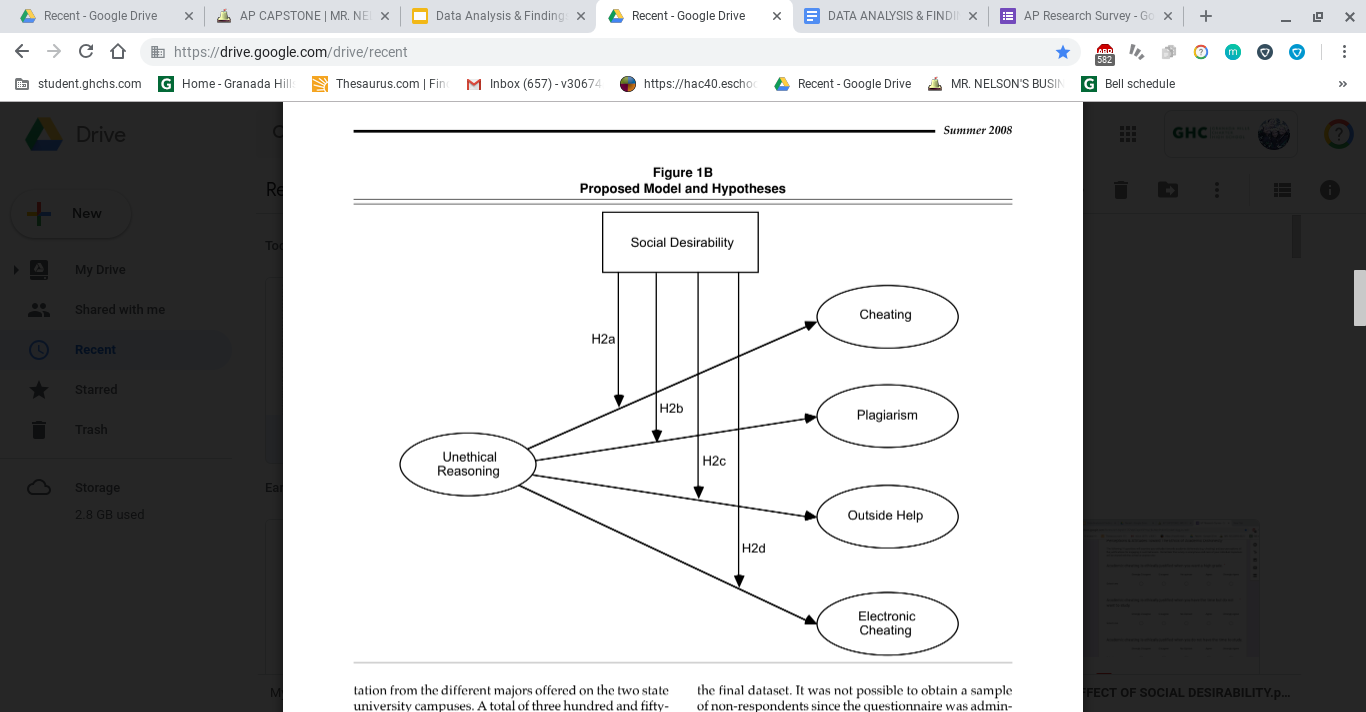 Recent - Google Drive
AP CAPSTONE | MR. NE
Data Analysis & Finding
Recent - Google Drive
DATA ANALYSIS & FINDI
AP Research Survey - Go
https://drive.google.com/drive/recent
582
student.ghchs.com
Home - Granada Hill
Thesaurus.com | Fin
Inbox (657) - v30674
https://hac40.escho
Recent - Google Drive
MR. NELSON'S BUSIN
Bell schedule
»
Drive
GHC
New
My Drive
Shared with me
Recent
Starred
Trash
Storage
2.8 GB used
Summer 2008
Figure 1B
Proposed Model and Hypotheses
Social Desirability
Cheating
H2a
H2b
Plagiarism
Unethical
Reasoning
H2c
Outside Help
H2d
Electronic
Cheating
tation from the different majors offered on the two state
university campuses. A total of three hundred and fifty-
the final dataset. It was not possible to obtain a sample
of non-respondents since the questionnaire was admin-
FFECT OF SOCIAL DESIRABILITY.p...